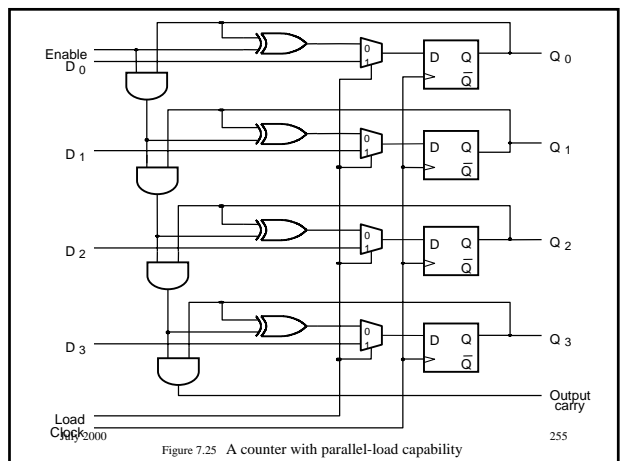 Enable
D 0
0
1
D Q
Q
Q 0
D 1
0
1
D Q
Q
Q 1
D 2
0
1
D Q
Q
Q 2
D 3
0
1
D Q
Q
Q 3
Output
carry
Load
Clock
July 2000
255
Figure 7.25 A counter with parallel-load capability